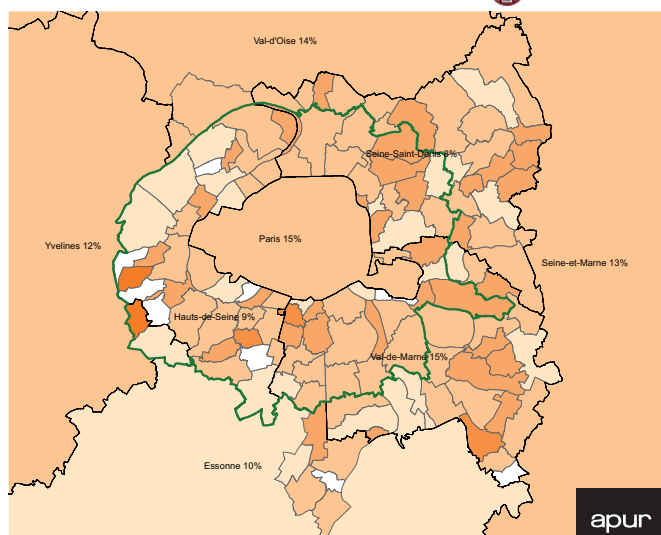 Val-d'Oise 14%
Seine-Saint-Denis 8%
Yvelines 12%
Paris 15%
Seine-et-Marne 13%
Hauts-de-Seine 9%
Val-de-Marne 15%
Essonne 10%
apur